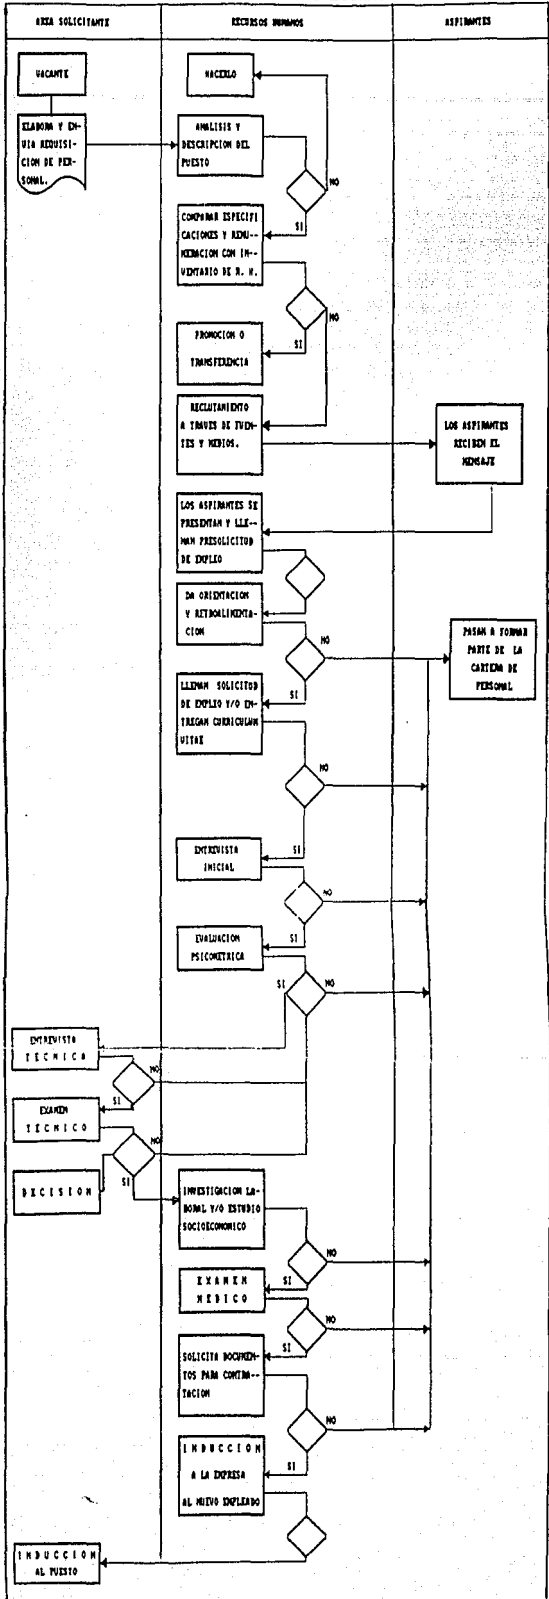 AREA SOLICITANTE
RECURSOS HUMANOS
ASPIRANTES
VACANTE
HACERLO
ELABORA Y EN-
VIA REQUISI-
CION DE PER-
SONAL.
ANALISIS Y
DESCRIPCION DEL
PUESTO
NO
SI
COMPARAR ESPECIFI
CACIONES Y REMU--
NERACION CON IN--
VENTARIO DE R. H.
NO
SI
PROMOCION O
TRANSFERENCIA
RECLUTAMIENTO
A TRAVES DE FUEN-
TES Y MEDIOS.
LOS ASPIRANTES
RECIBEN EL
MENSAJE
LOS ASPIRANTES SE
PRESENTAN Y LLE--
NAN PRESOLICITUD
DE EMPLEO
DA ORIENTACION
Y RETROALIMENTA-
CION
NO
SI
PASAN A FORMAR
PARTE DE LA
CARTERA DE
PERSONAL
LLENAN SOLICITUD
DE EMPLEO Y/O EN-
TREGAN CURRICULUM
VITAE
NO
SI
ENTREVISTA
INICIAL
NO
SI
EVALUACION
PSICOMETRICA
SI
NO
ENTREVISTA
TECNICA
NO
SI
EXAMEN
TECNICO
NO
SI
DECISION
INVESTIGACION LA-
BORAL Y/O ESTUDIO
SOCIOECONOMICO
NO
SI
EXAMEN
MEDICO
NO
SI
SOLICITA DOCUMEN-
TOS PARA CONTRA--
TACION
NO
SI
INDUCCION
A LA EMPRESA
AL NUEVO EMPLEADO
INDUCCION
AL PUESTO